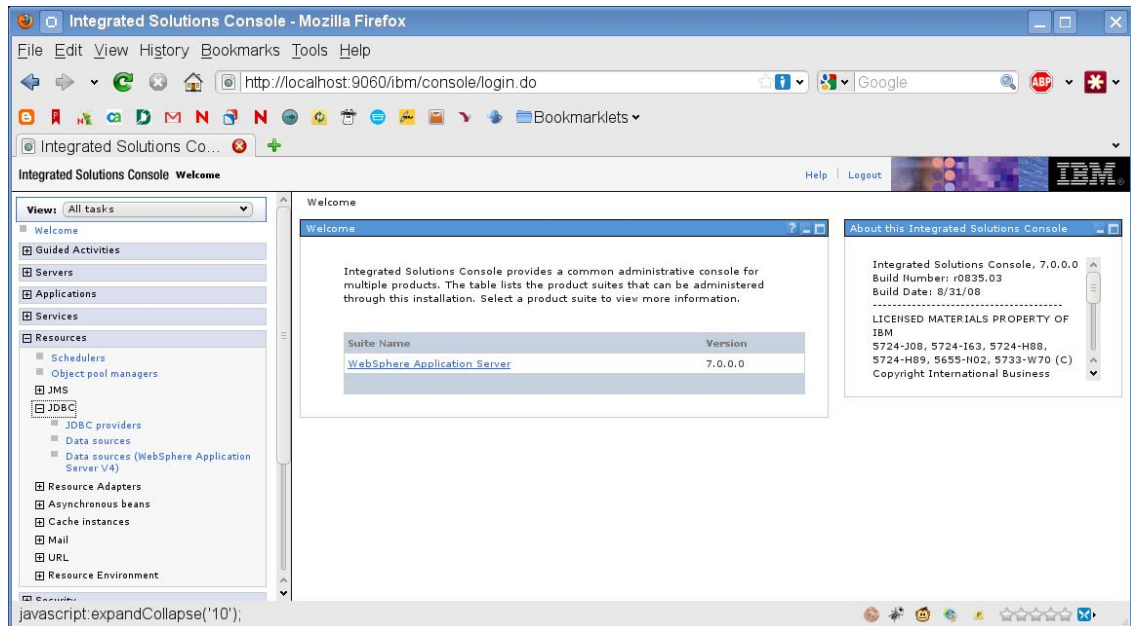 Integrated Solutions Console - Mozilla Firefox
File Edit View History Bookmarks Tools Help
http://localhost:9060/ibm/console/login.do
Google
ABP
Bookmarklets
Integrated Solutions Co...
Integrated Solutions Console Welcome
Help Logout
IBM
View: All tasks
Welcome
Guided Activities
Servers
Applications
Services
Resources
Schedulers
Object pool managers
JMS
JDBC
JDBC providers
Data sources
Data sources (WebSphere Application
Server V4)
Resource Adapters
Asynchronous beans
Cache instances
Mail
URL
Resource Environment
Security
Welcome
Welcome
Integrated Solutions Console provides a common administrative console for
multiple products. The table lists the product suites that can be administered
through this installation. Select a product suite to view more information.
Suite Name Version
WebSphere Application Server 7.0.0.0
About this Integrated Solutions Console
Integrated Solutions Console, 7.0.0.0
Build Number: r0835.03
Build Date: 8/31/08
----------------------------------
LICENSED MATERIALS PROPERTY OF
IBM
5724-J08, 5724-I63, 5724-H88,
5724-H89, 5655-N02, 5733-W70 (C)
Copyright International Business
javascript:expandCollapse('10');